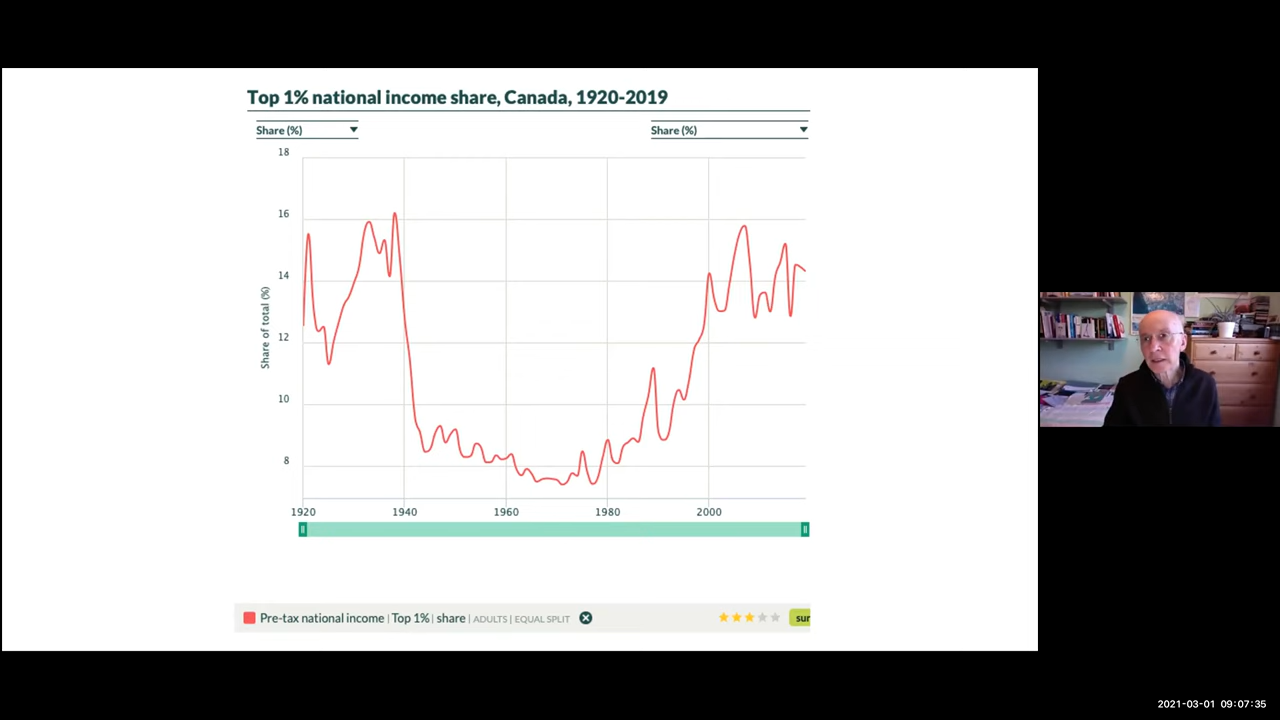 Top 1% national income share, Canada, 1920-2019
Share (%)
Share (%)
18
16
14
12
10
8
Share of total (%)
1920 1940 1960 1980 2000
Pre-tax national income | Top 1% | share | ADULTS | EQUAL SPLIT
sur
2021-03-01 09:07:35